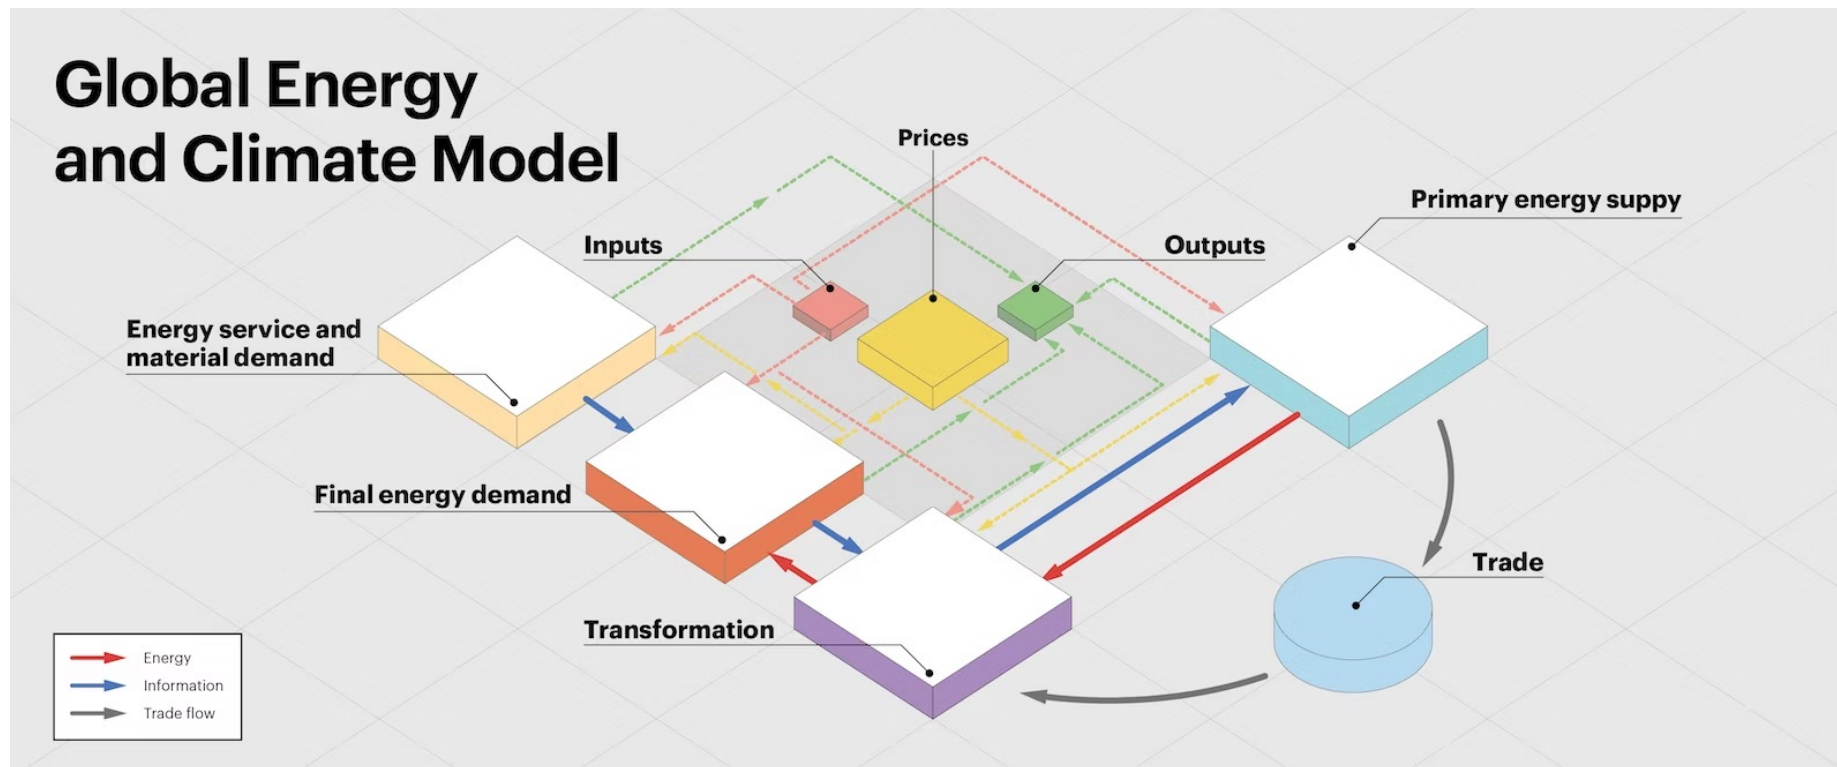 Global Energy
and Climate Model
Prices
Primary energy suppy
Inputs
Outputs
Energy service and
material demand
Final energy demand
Trade
Transformation
Energy
Information
Trade flow